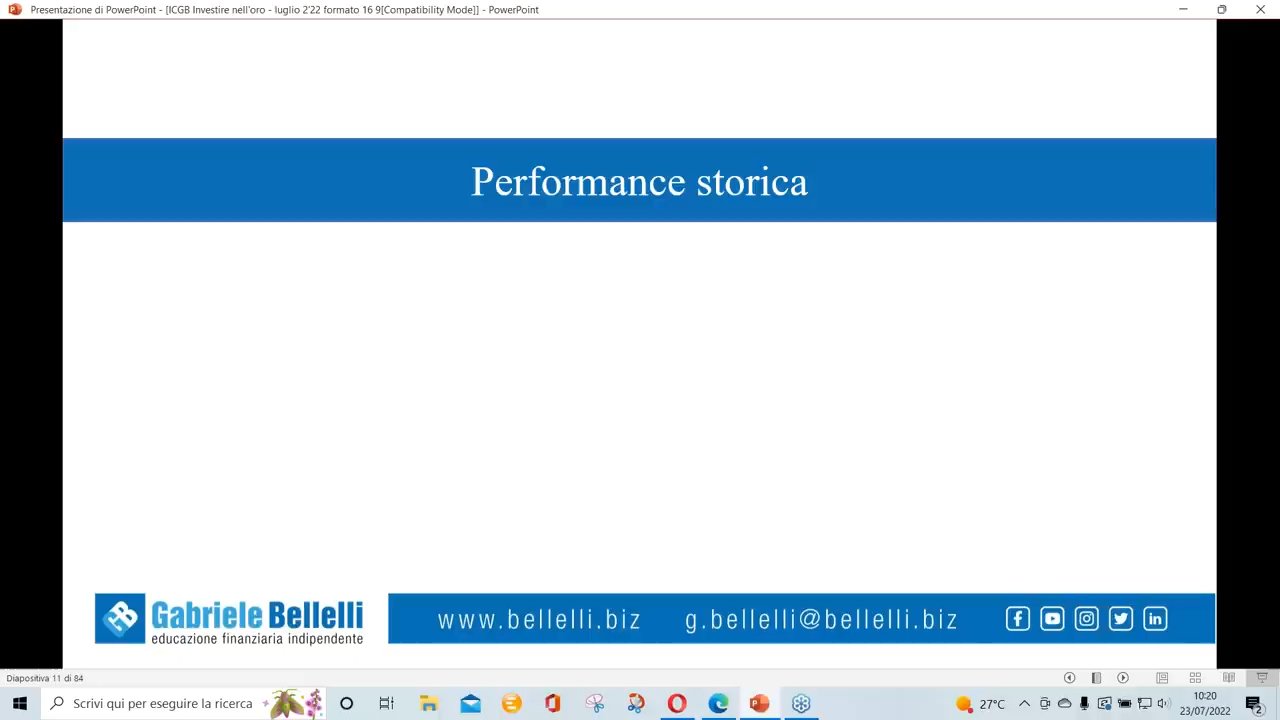 Presentazione di PowerPoint - [ICGB Investire nell'oro - luglio 2'22 formato 16 9[Compatibility Mode]] - PowerPoint
Performance storica
Gabriele Bellelli
educazione finanziaria indipendente
www.bellelli.biz g.bellelli@bellelli.biz
Diapositiva 11 di 84
Scrivi qui per eseguire la ricerca
27°C
10:20
23/07/2022
2